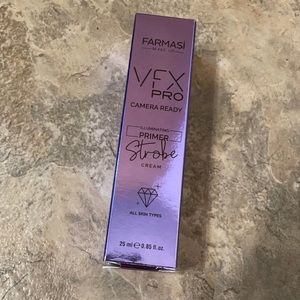 FARMASİ
MAKE UP
VFX
PRO
CAMERA READY
ILLUMINATING
PRIMER
Strobe
CREAM
ALL SKIN TYPES
25 ml ℮ 0.85 fl.oz.